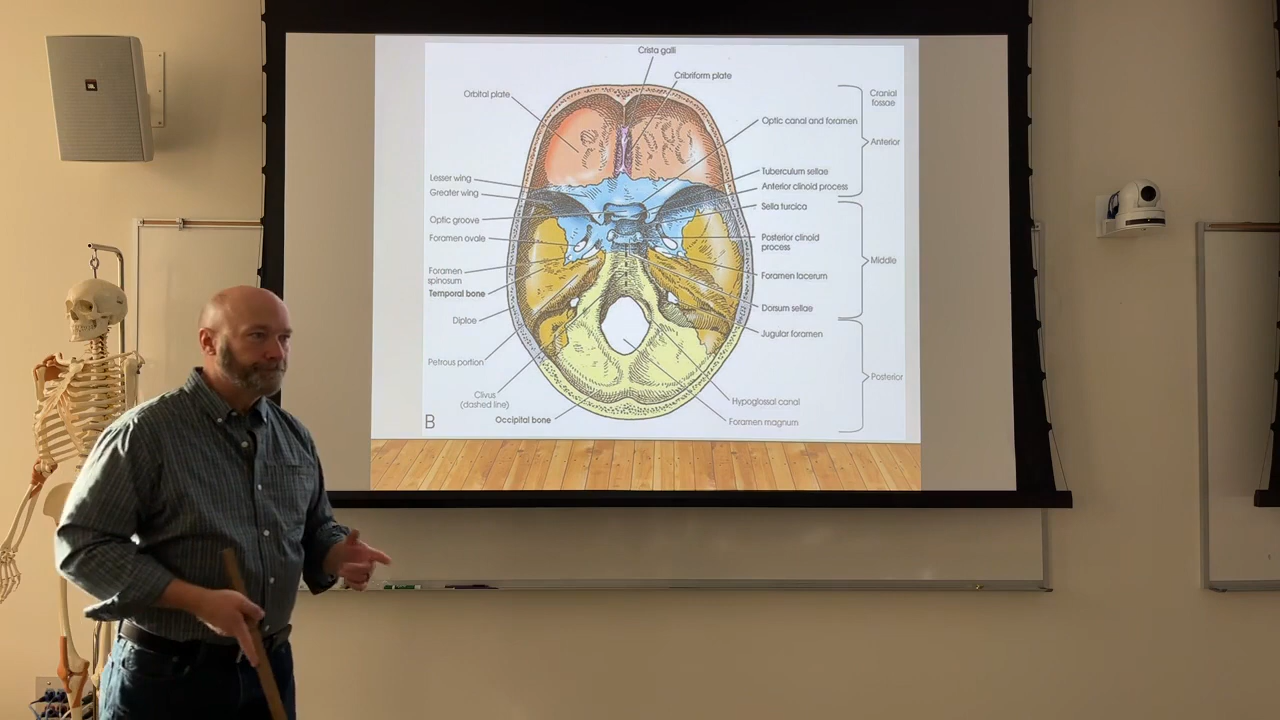 Crista galli
Cribriform plate
Orbital plate
Cranial
fossae
Optic canal and foramen
Anterior
Lesser wing
Tuberculum sellae
Greater wing
Anterior clinoid process
Sella turcica
Optic groove
Foramen ovale
Posterior clinoid
process
Middle
Foramen
spinosum
Foramen lacerum
Temporal bone
Dorsum sellae
Diploe
Jugular foramen
Petrous portion
Posterior
Clivus
(dashed line)
Hypoglossal canal
Occipital bone
Foramen magnum
B
JBL